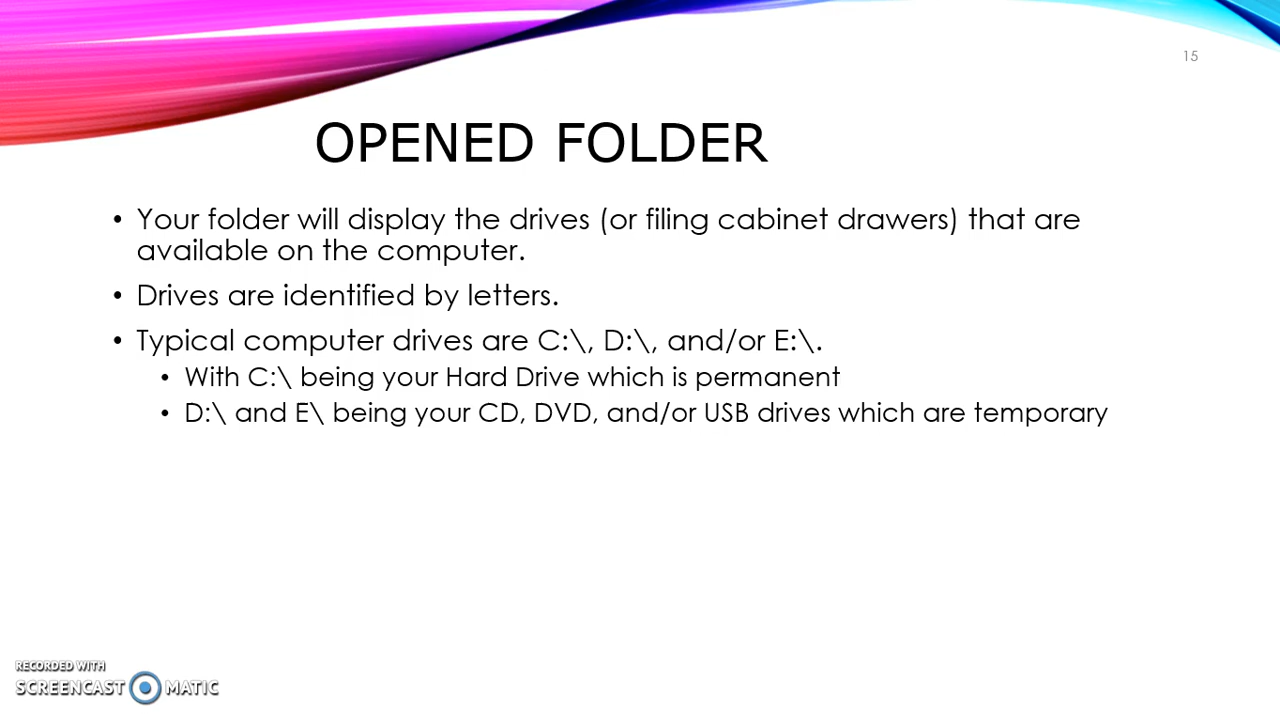 15
OPENED FOLDER
• Your folder will display the drives (or filing cabinet drawers) that are
available on the computer.
• Drives are identified by letters.
• Typical computer drives are C:\, D:\, and/or E:\.
• With C:\ being your Hard Drive which is permanent
• D:\ and E\ being your CD, DVD, and/or USB drives which are temporary
RECORDED WITH
SCREENCAST MATIC